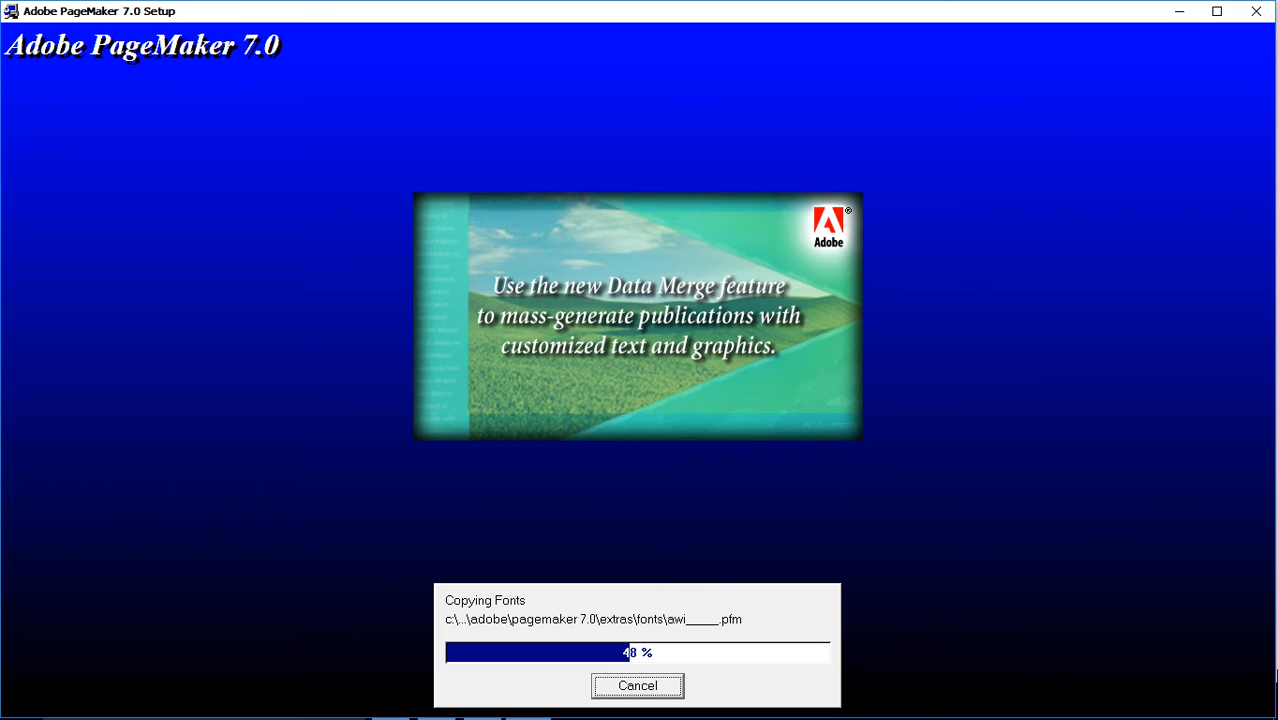 Adobe PageMaker 7.0 Setup
Adobe PageMaker 7.0
Adobe
®
Use the new Data Merge feature
to mass-generate publications with
customized text and graphics.
Copying Fonts
c:\...\adobe\pagemaker 7.0\extras\fonts\awi_____.pfm
48 %
Cancel